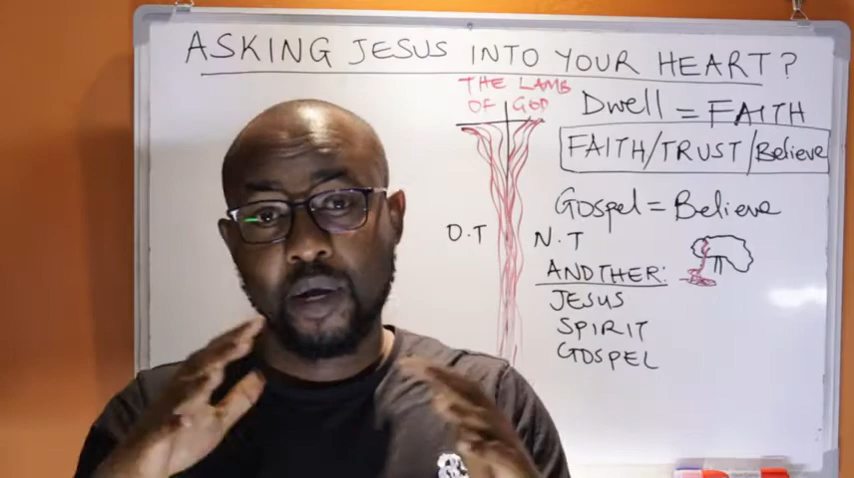 ASKING JESUS INTO YOUR HEART?
THE LAMB
OF GOD
Dwell = FAITH
FAITH/TRUST/Believe
Gospel = Believe
O.T
N.T
ANOTHER:
JESUS
SPIRIT
GOSPEL